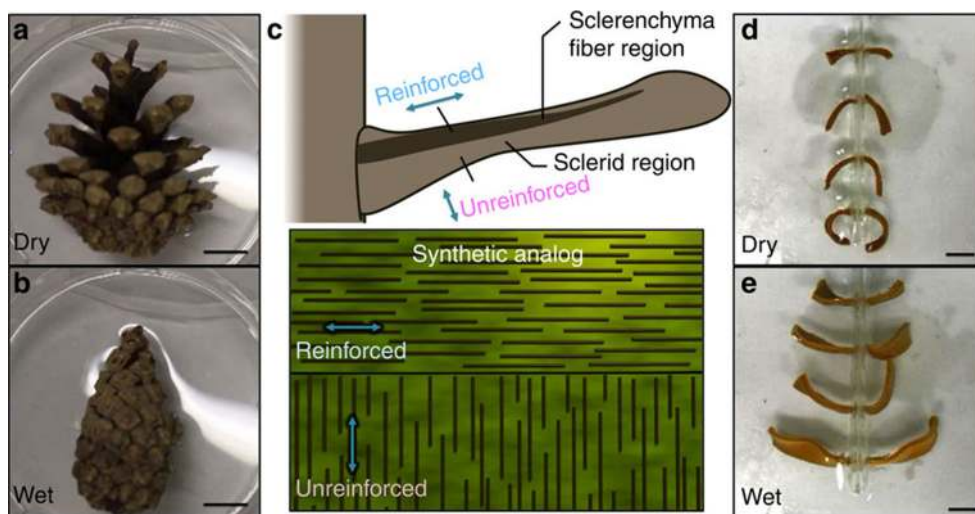 a
Dry
b
Wet
c
Sclerenchyma
fiber region
Reinforced
Sclerid region
Unreinforced
Synthetic analog
Reinforced
Unreinforced
d
Dry
e
Wet